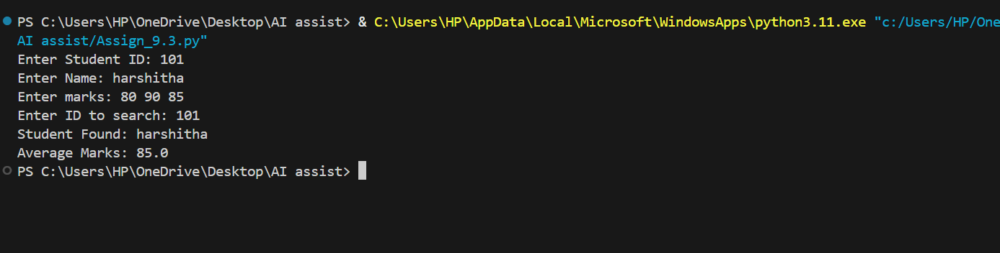 PS C:\Users\HP\OneDrive\Desktop\AI assist> & C:\Users\HP\AppData\Local\Microsoft\WindowsApps\python3.11.exe "c:/Users/HP/One
AI assist/Assign_9.3.py"
Enter Student ID: 101
Enter Name: harshitha
Enter marks: 80 90 85
Enter ID to search: 101
Student Found: harshitha
Average Marks: 85.0
PS C:\Users\HP\OneDrive\Desktop\AI assist>